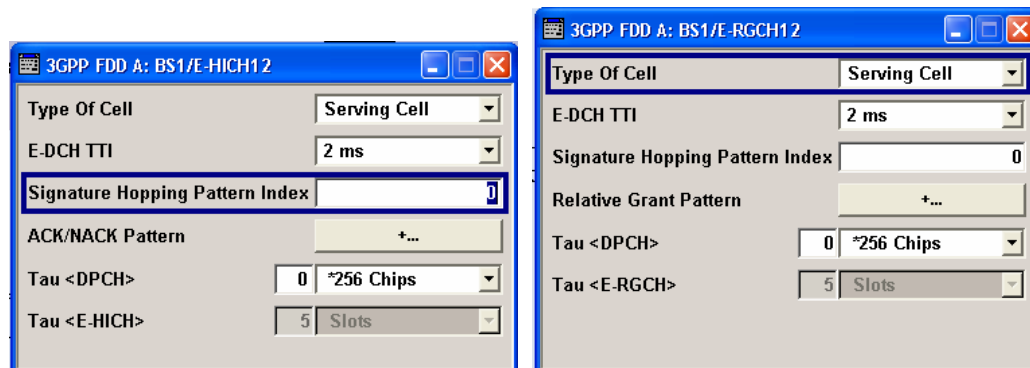 3GPP FDD A: BS1/E-HICH12
Type Of Cell Serving Cell
E-DCH TTI 2 ms
Signature Hopping Pattern Index 0
ACK/NACK Pattern +...
Tau <DPCH> 0 *256 Chips
Tau <E-HICH> 5 Slots
3GPP FDD A: BS1/E-RGCH12
Type Of Cell Serving Cell
E-DCH TTI 2 ms
Signature Hopping Pattern Index 0
Relative Grant Pattern +...
Tau <DPCH> 0 *256 Chips
Tau <E-RGCH> 5 Slots